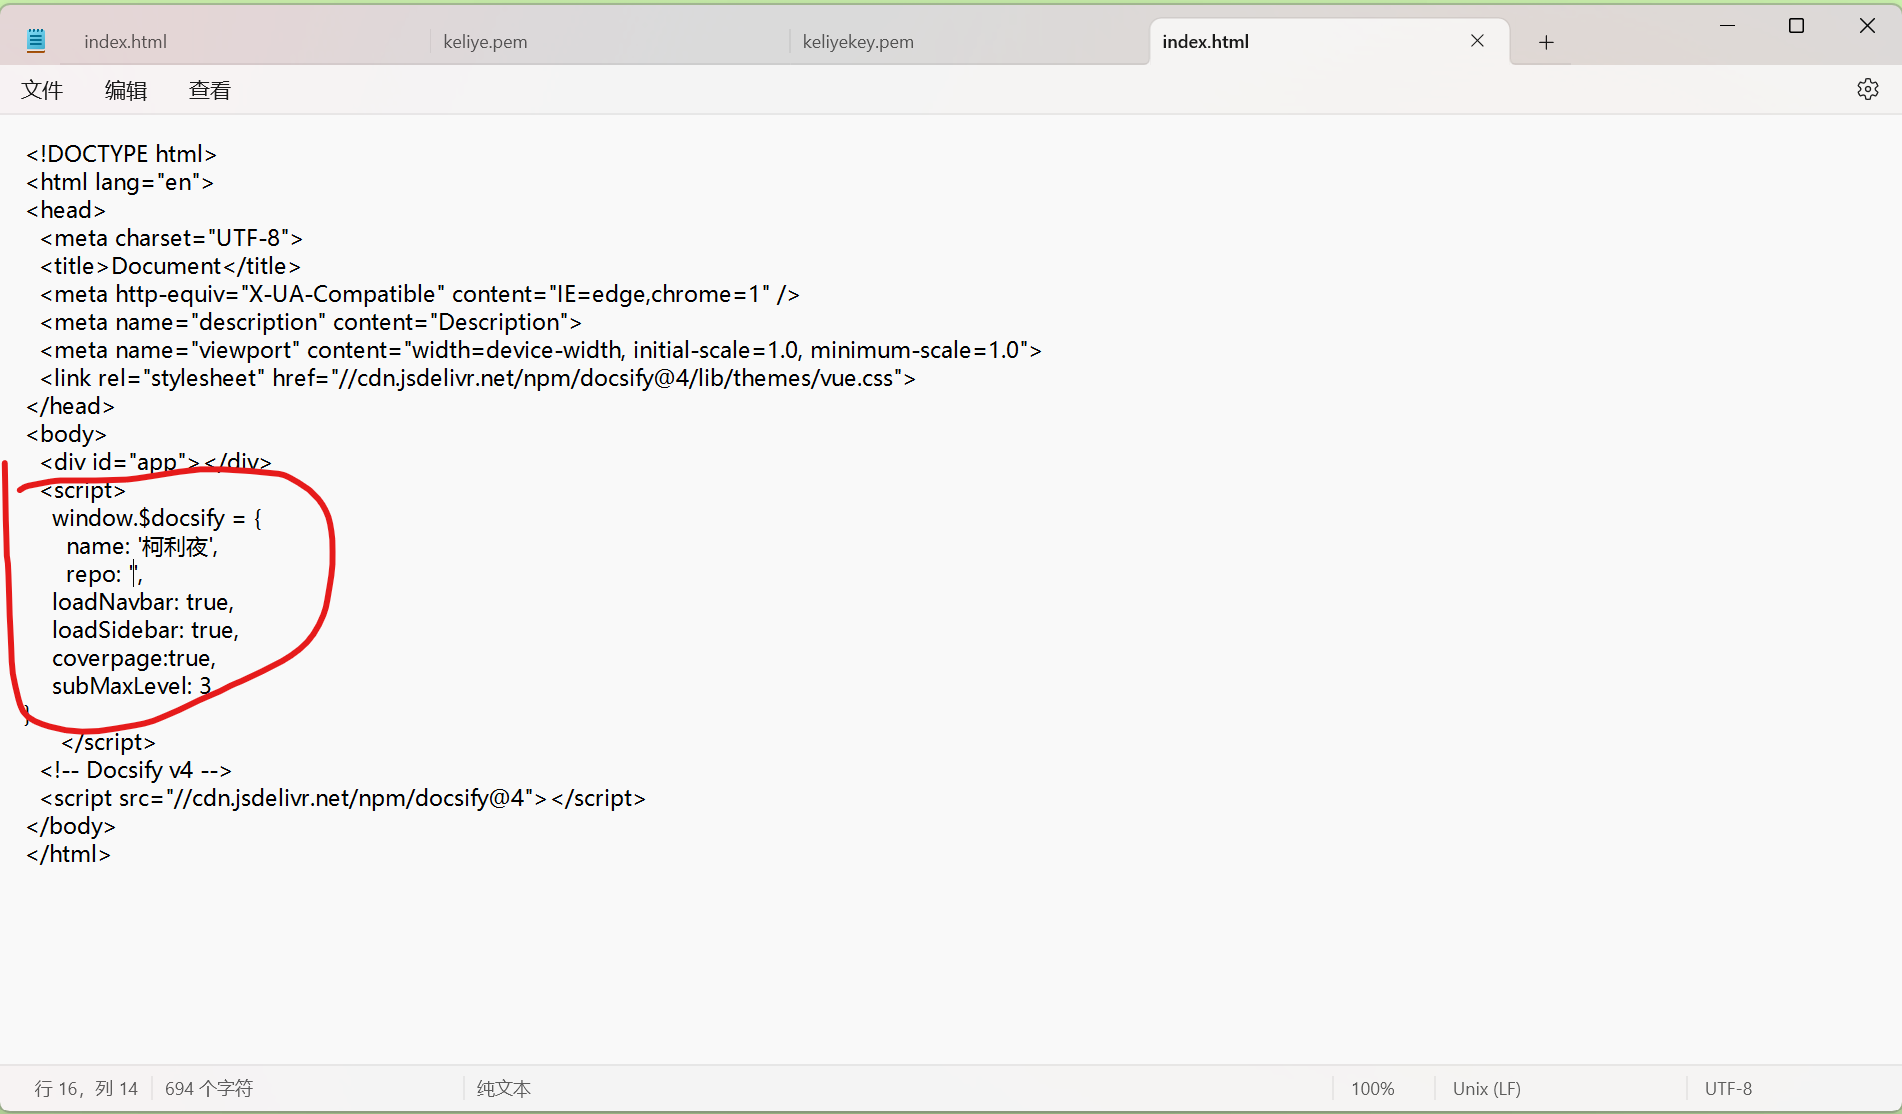 index.html
keliye.pem
keliyekey.pem
index.html
文件
编辑
查看
<!DOCTYPE html>
<html lang="en">
<head>
  <meta charset="UTF-8">
  <title>Document</title>
  <meta http-equiv="X-UA-Compatible" content="IE=edge,chrome=1" />
  <meta name="description" content="Description">
  <meta name="viewport" content="width=device-width, initial-scale=1.0, minimum-scale=1.0">
  <link rel="stylesheet" href="//cdn.jsdelivr.net/npm/docsify@4/lib/themes/vue.css">
</head>
<body>
  <div id="app"></div>
  <script>
    window.$docsify = {
      name: '柯利夜',
      repo: '',
    loadNavbar: true,
    loadSidebar: true,
    coverpage:true,
    subMaxLevel: 3
}
     </script>
  <!-- Docsify v4 -->
  <script src="//cdn.jsdelivr.net/npm/docsify@4"></script>
</body>
</html>
行 16，列 14
694 个字符
纯文本
100%
Unix (LF)
UTF-8